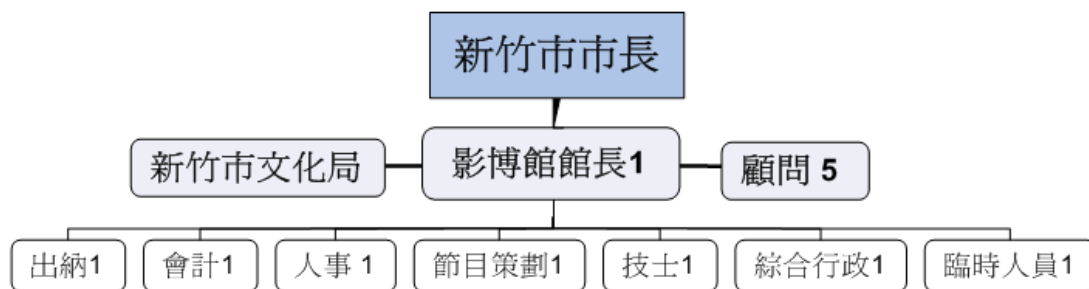 新竹市市長
新竹市文化局
影博館館長1
顧問 5
出納1
會計1
人事 1
節目策劃1
技士1
綜合行政1
臨時人員1